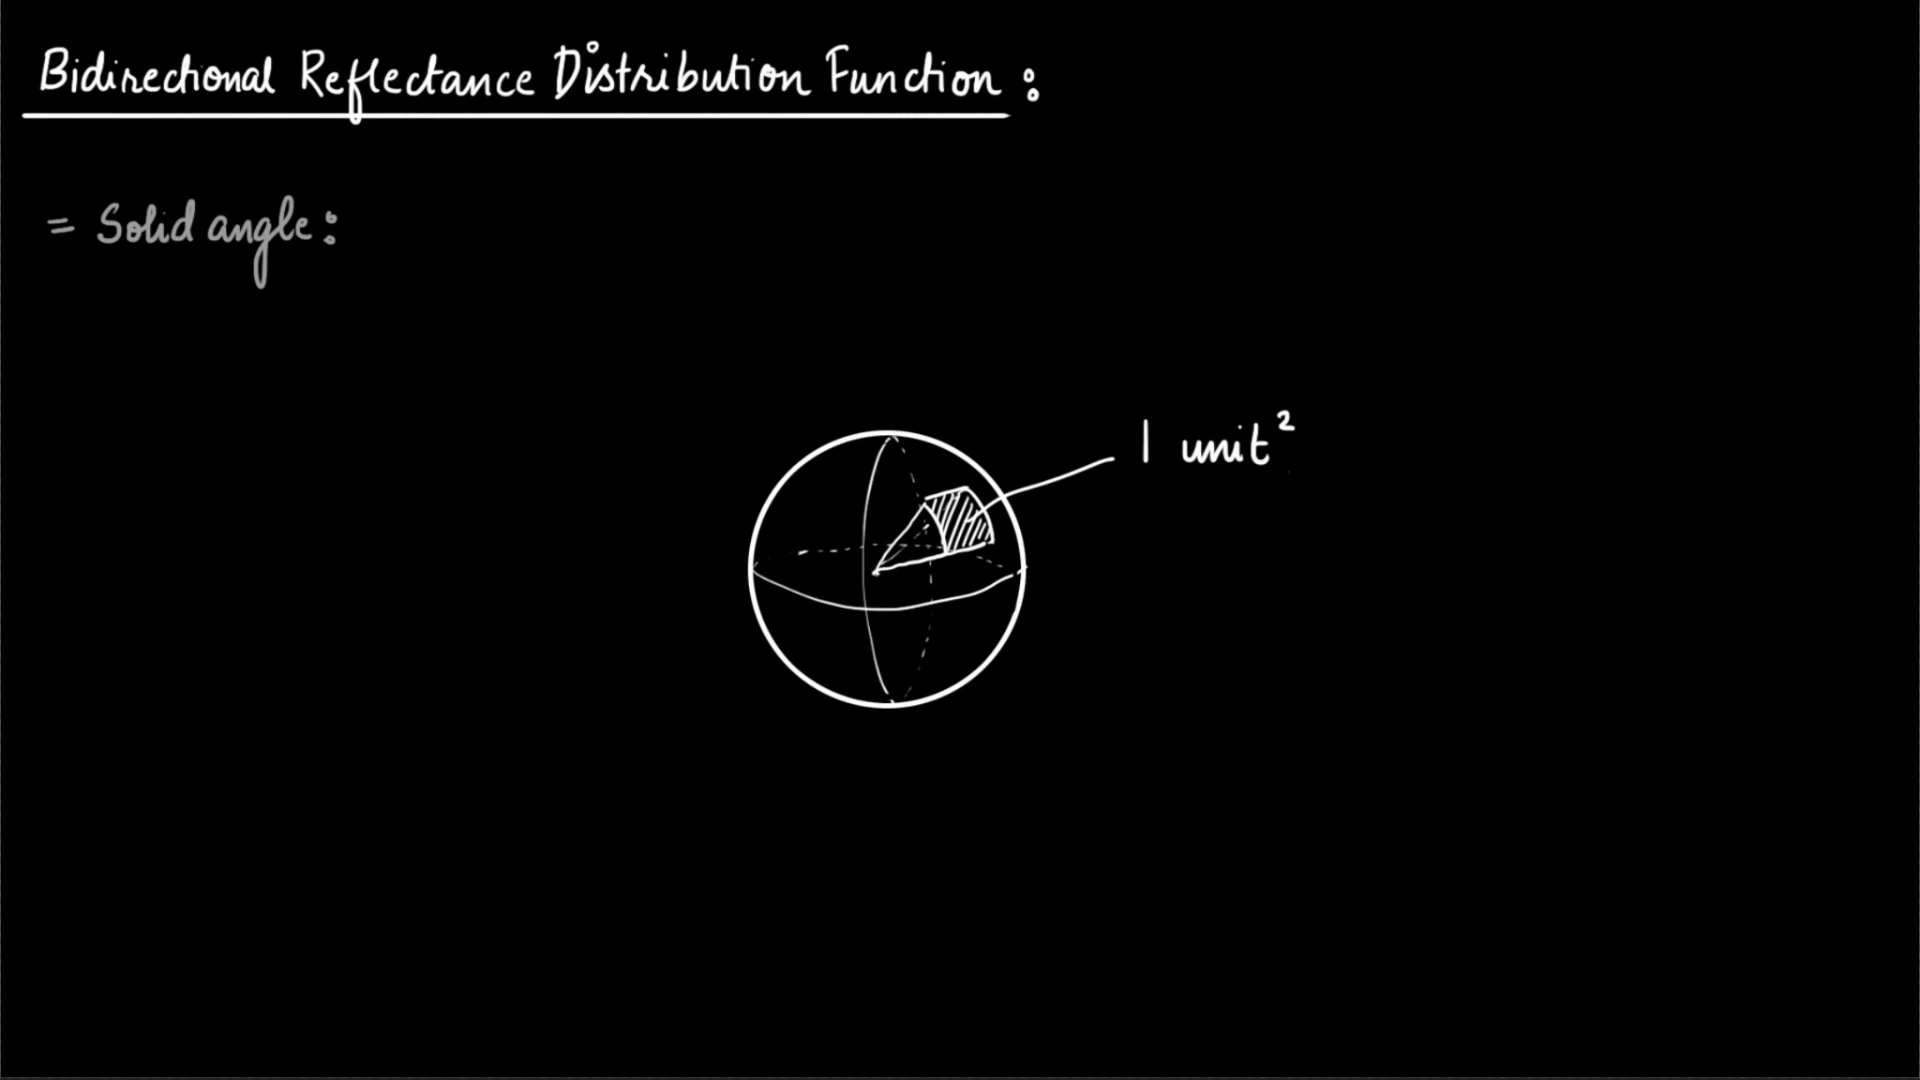 Bidirectional Reflectance Distribution Function :
= Solid angle :
1 unit²